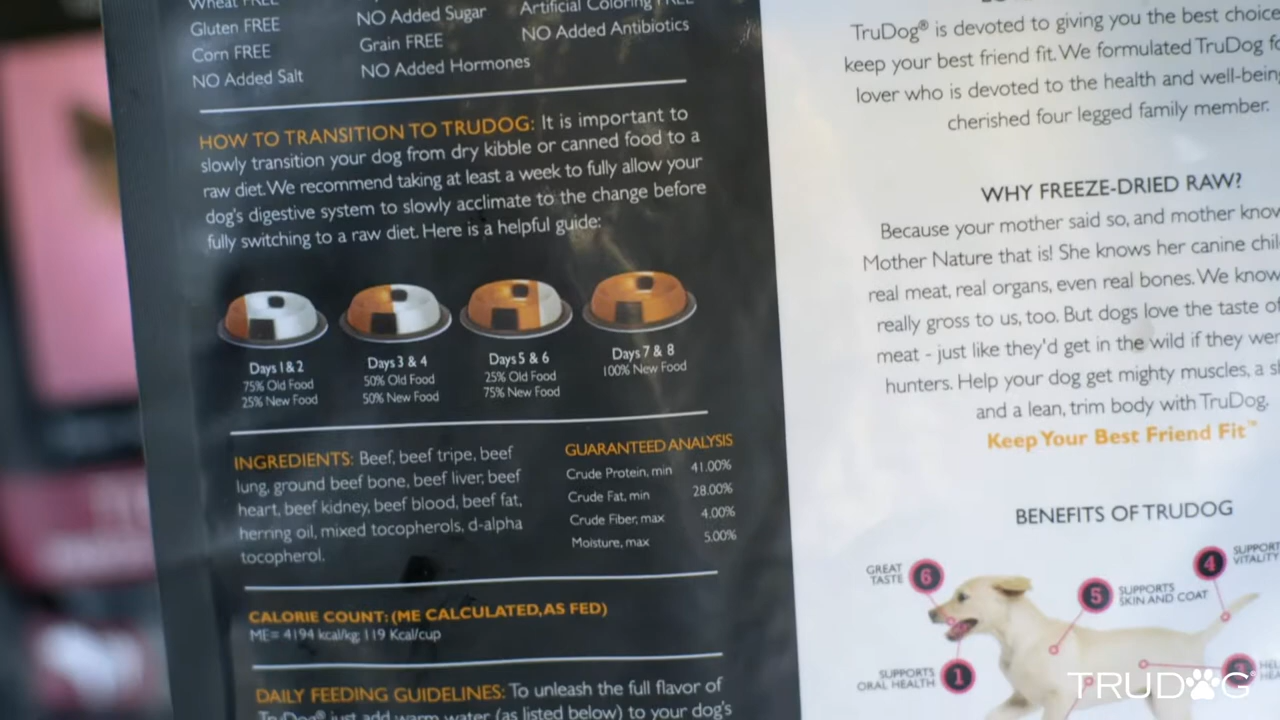 Wheat FREE
Gluten FREE
Corn FREE
NO Added Salt
NO Added Sugar
Grain FREE
NO Added Hormones
Artificial Coloring FREE
NO Added Antibiotics
HOW TO TRANSITION TO TRUDOG: It is important to
slowly transition your dog from dry kibble or canned food to a
raw diet. We recommend taking at least a week to fully allow your
dog's digestive system to slowly acclimate to the change before
fully switching to a raw diet. Here is a helpful guide:
Days 1 & 2
75% Old Food
25% New Food
Days 3 & 4
50% Old Food
50% New Food
Days 5 & 6
25% Old Food
75% New Food
Days 7 & 8
100% New Food
INGREDIENTS: Beef, beef tripe, beef
lung, ground beef bone, beef liver, beef
heart, beef kidney, beef blood, beef fat,
herring oil, mixed tocopherols, d-alpha
tocopherol.
GUARANTEED ANALYSIS
Crude Protein, min 41.00%
Crude Fat, min 28.00%
Crude Fiber, max 4.00%
Moisture, max 5.00%
CALORIE COUNT: (ME CALCULATED, AS FED)
ME= 4194 kcal/kg; 119 Kcal/cup
DAILY FEEDING GUIDELINES: To unleash the full flavor of
TruDog® just add warm water (as listed below) to your dog's
TruDog® is devoted to giving you the best choice
keep your best friend fit. We formulated TruDog
lover who is devoted to the health and well-being
cherished four legged family member.
WHY FREEZE-DRIED RAW?
Because your mother said so, and mother
Mother Nature that is! She knows her canine
real meat, real organs, even real bones. We know
really gross to us, too. But dogs love the taste of
meat - just like they'd get in the wild if they
hunters. Help your dog get mighty muscles, a
and a lean, trim body with TruDog.
Keep Your Best Friend Fit™
BENEFITS OF TRUDOG
GREAT
TASTE 6
4 SUPPORT
VITALITY
5 SUPPORTS
SKIN AND COAT
SUPPORTS
ORAL HEALTH 1
TRUDOG®